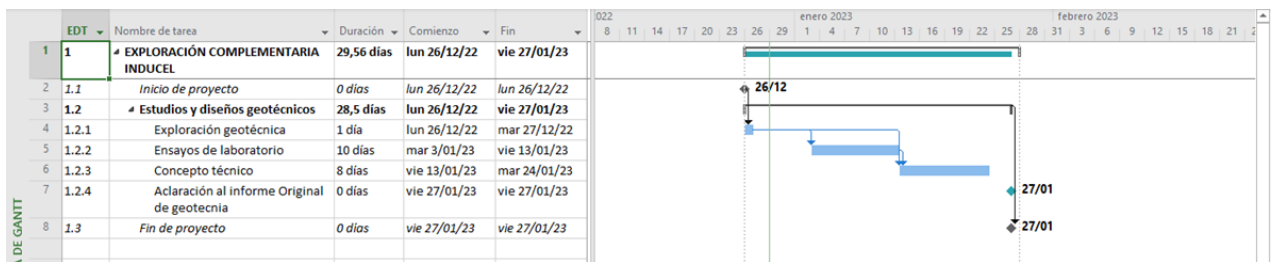 022 enero 2023 febrero 2023
EDT Nombre de tarea Duración Comienzo Fin 8 11 14 17 20 23 26 29 1 4 7 10 13 16 19 22 25 28 31 3 6 9 12 15 18 21
1 1 EXPLORACIÓN COMPLEMENTARIA 29,56 días lun 26/12/22 vie 27/01/23
INDUCEL
2 1.1 Inicio de proyecto 0 días lun 26/12/22 lun 26/12/22 26/12
3 1.2 Estudios y diseños geotécnicos 28,5 días lun 26/12/22 vie 27/01/23
4 1.2.1 Exploración geotécnica 1 día lun 26/12/22 mar 27/12/22
5 1.2.2 Ensayos de laboratorio 10 días mar 3/01/23 vie 13/01/23
6 1.2.3 Concepto técnico 8 días vie 13/01/23 mar 24/01/23
7 1.2.4 Aclaración al informe Original 0 días vie 27/01/23 vie 27/01/23 27/01
de geotecnia
8 1.3 Fin de proyecto 0 días vie 27/01/23 vie 27/01/23 27/01
DE GANTT